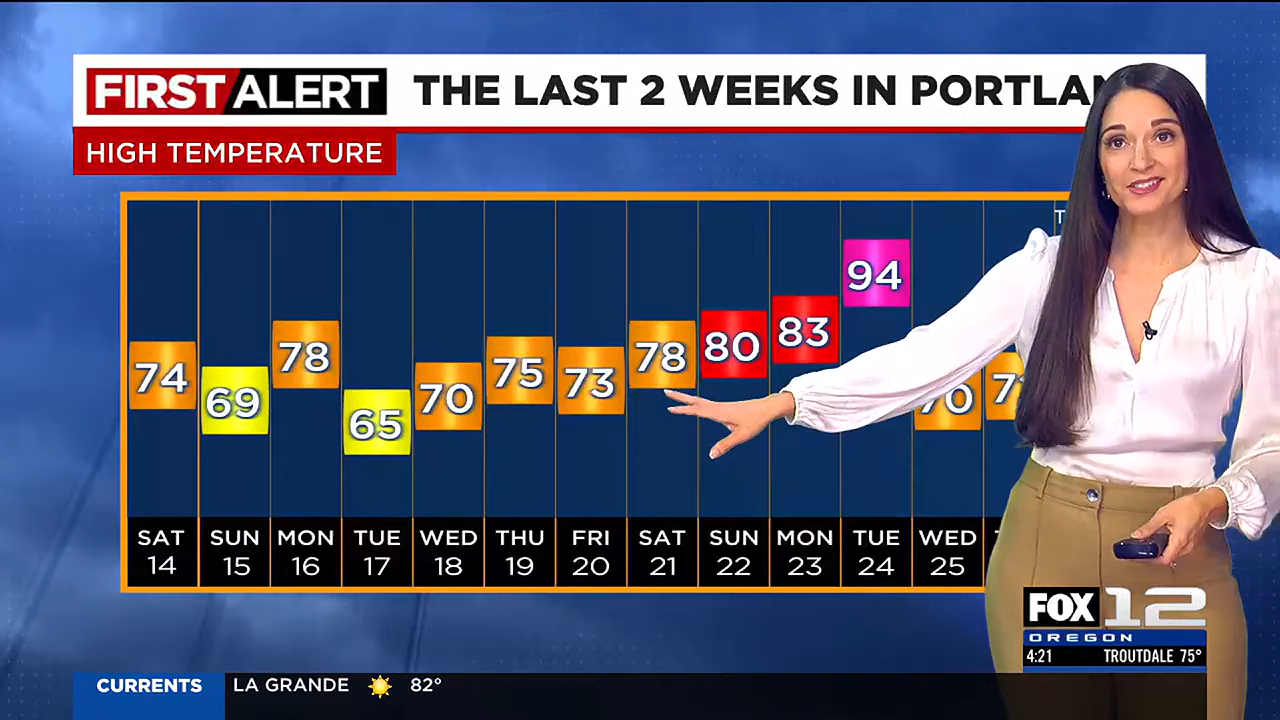 FIRST ALERT THE LAST 2 WEEKS IN
HIGH TEMPERATURE
94
83
80
78
78
75
74
73
70
70
69
65
SAT SUN MON TUE WED THU FRI SAT SUN MON TUE WED
14 15 16 17 18 19 20 21 22 23 24 25
FOX 12
OREGON
4:21 TROUTDALE 75°
CURRENTS LA GRANDE 82°